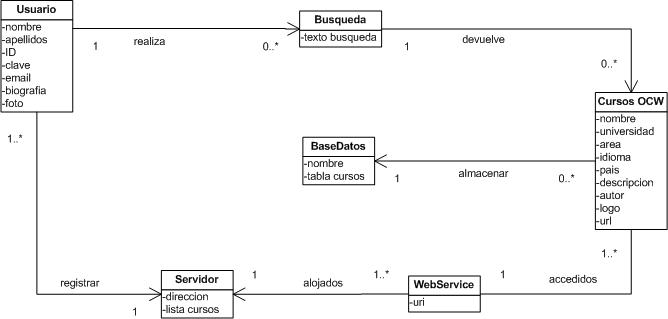 Usuario
-nombre
-apellidos
-ID
-clave
-email
-biografia
-foto
1
realiza
0..*
Busqueda
-texto busqueda
1
devuelve
0..*
Cursos OCW
-nombre
-universidad
-area
-idioma
-pais
-descripcion
-autor
-logo
-url
1..*
BaseDatos
-nombre
-tabla cursos
1
almacenar
0..*
1..*
registrar
1
Servidor
-direccion
-lista cursos
1
alojados
1..*
WebService
-uri
1
accedidos